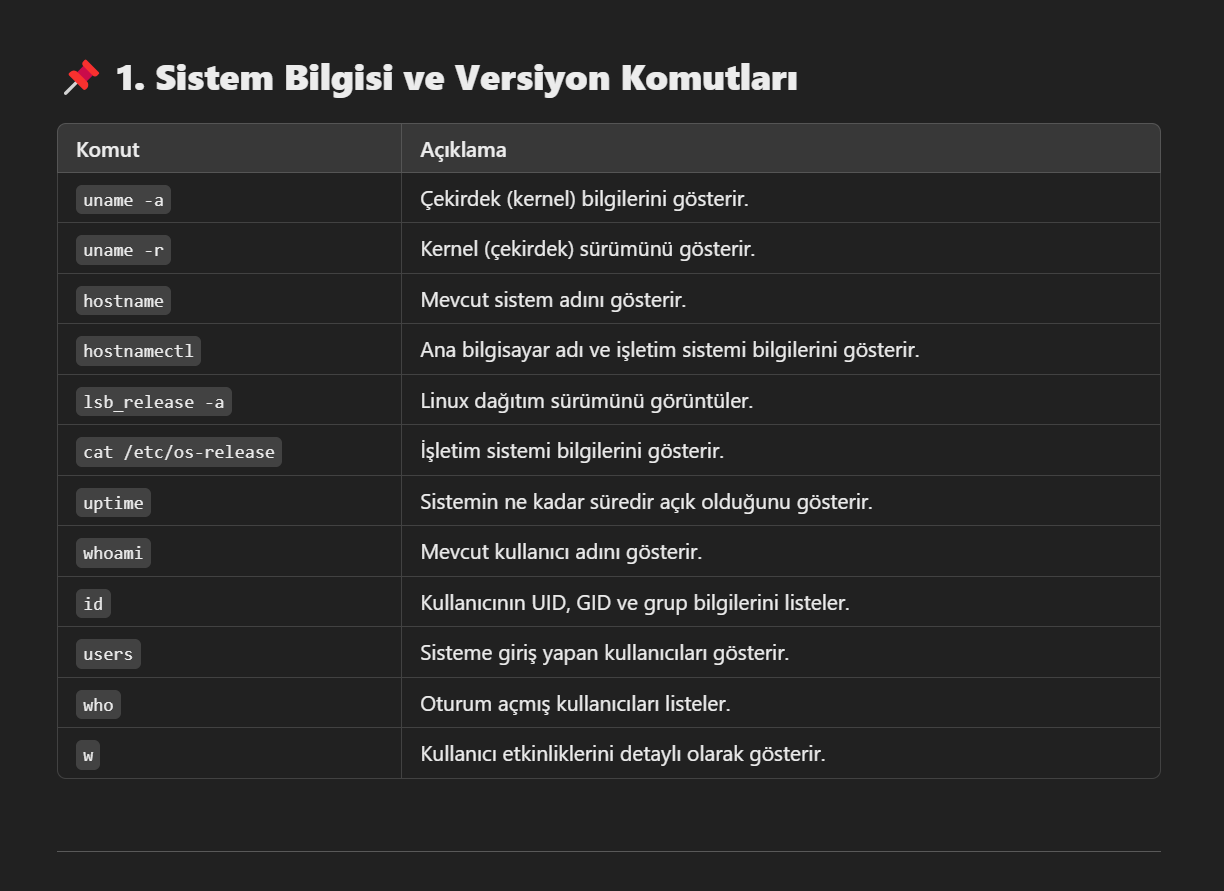 📌 1. Sistem Bilgisi ve Versiyon Komutları
Komut Açıklama
uname -a Çekirdek (kernel) bilgilerini gösterir.
uname -r Kernel (çekirdek) sürümünü gösterir.
hostname Mevcut sistem adını gösterir.
hostnamectl Ana bilgisayar adı ve işletim sistemi bilgilerini gösterir.
lsb_release -a Linux dağıtım sürümünü görüntüler.
cat /etc/os-release İşletim sistemi bilgilerini gösterir.
uptime Sistemin ne kadar süredir açık olduğunu gösterir.
whoami Mevcut kullanıcı adını gösterir.
id Kullanıcının UID, GID ve grup bilgilerini listeler.
users Sisteme giriş yapan kullanıcıları gösterir.
who Oturum açmış kullanıcıları listeler.
w Kullanıcı etkinliklerini detaylı olarak gösterir.